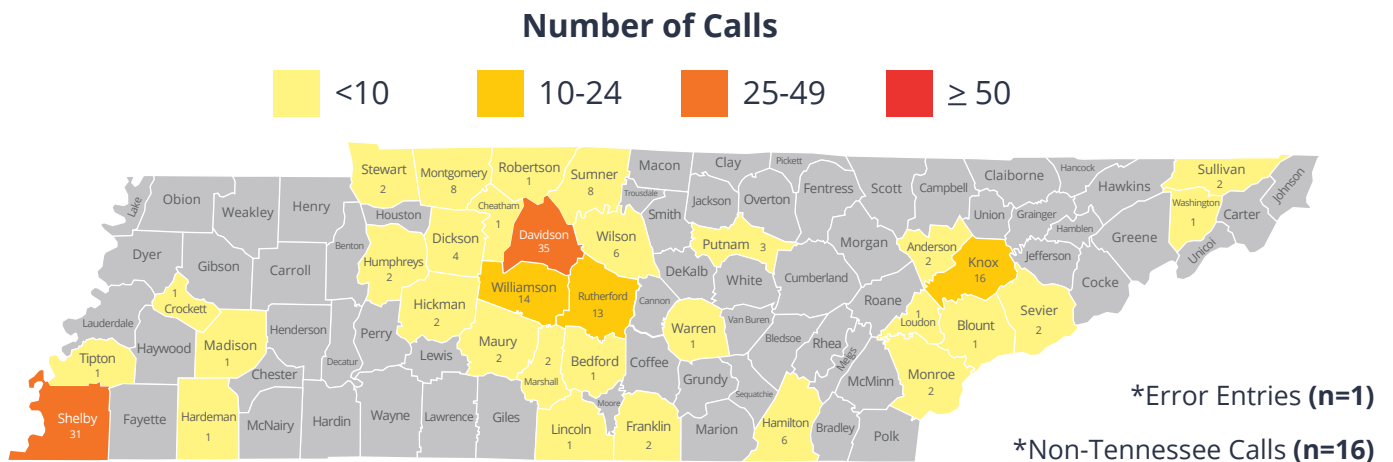 Number of Calls
<10
10-24
25-49
≥ 50
Stewart
2
Montgomery
8
Robertson
1
Sumner
8
Macon
Clay
Pickett
Fentress
Scott
Campbell
Claiborne
Hancock
Hawkins
Sullivan
2
Johnson
Lake
Obion
Weakley
Henry
Houston
Cheatham
1
Trousdale
Smith
Jackson
Overton
Union
Grainger
Hamblen
Greene
Washington
1
Carter
Unicoi
Dyer
Gibson
Carroll
Benton
Humphreys
2
Dickson
4
Davidson
35
Wilson
6
Putnam 3
DeKalb
White
Cumberland
Morgan
Anderson
2
Knox
16
Jefferson
Cocke
1
Crockett
Lauderdale
Haywood
Madison
1
Henderson
Decatur
Perry
Hickman
2
Williamson
14
Rutherford
13
Cannon
Warren
1
Van Buren
Bledsoe
Rhea
Meigs
Roane
1
Loudon
Blount
1
Sevier
2
Tipton
1
Chester
Lewis
Maury
2
2
Marshall
Bedford
1
Coffee
Grundy
Sequatchie
McMinn
Monroe
2
Shelby
31
Fayette
Hardeman
1
McNairy
Hardin
Wayne
Lawrence
Giles
Lincoln
1
Moore
Franklin
2
Marion
Hamilton
6
Bradley
Polk
*Error Entries (n=1)
*Non-Tennessee Calls (n=16)